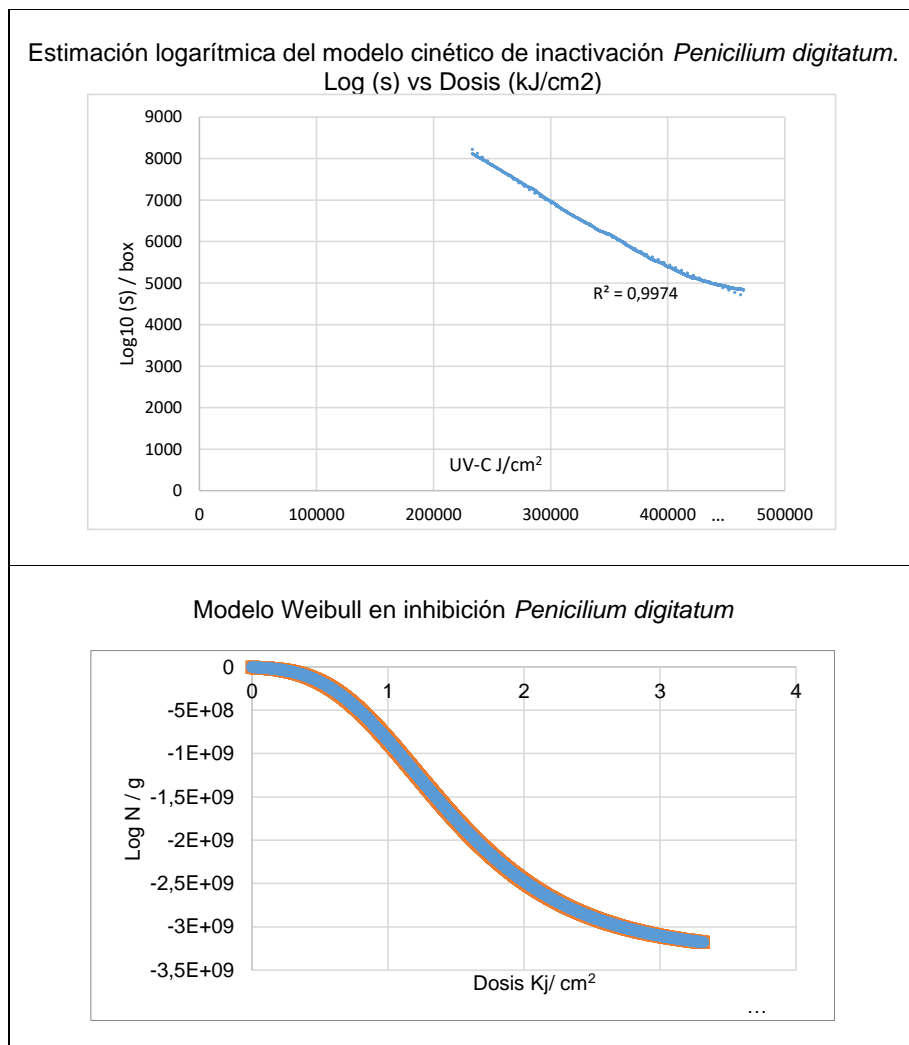 Estimación logarítmica del modelo cinético de inactivación Penicilium digitatum.
Log (s) vs Dosis (kJ/cm2)
9000
8000
7000
6000
5000
4000
3000
2000
1000
0
Log10 (S) / box
R² = 0,9974
UV-C J/cm²
0 100000 200000 300000 400000 ... 500000
Modelo Weibull en inhibición Penicilium digitatum
0
-5E+08
-1E+09
-1,5E+09
-2E+09
-2,5E+09
-3E+09
-3,5E+09
Log N / g
0 1 2 3 4
Dosis Kj/ cm²
...